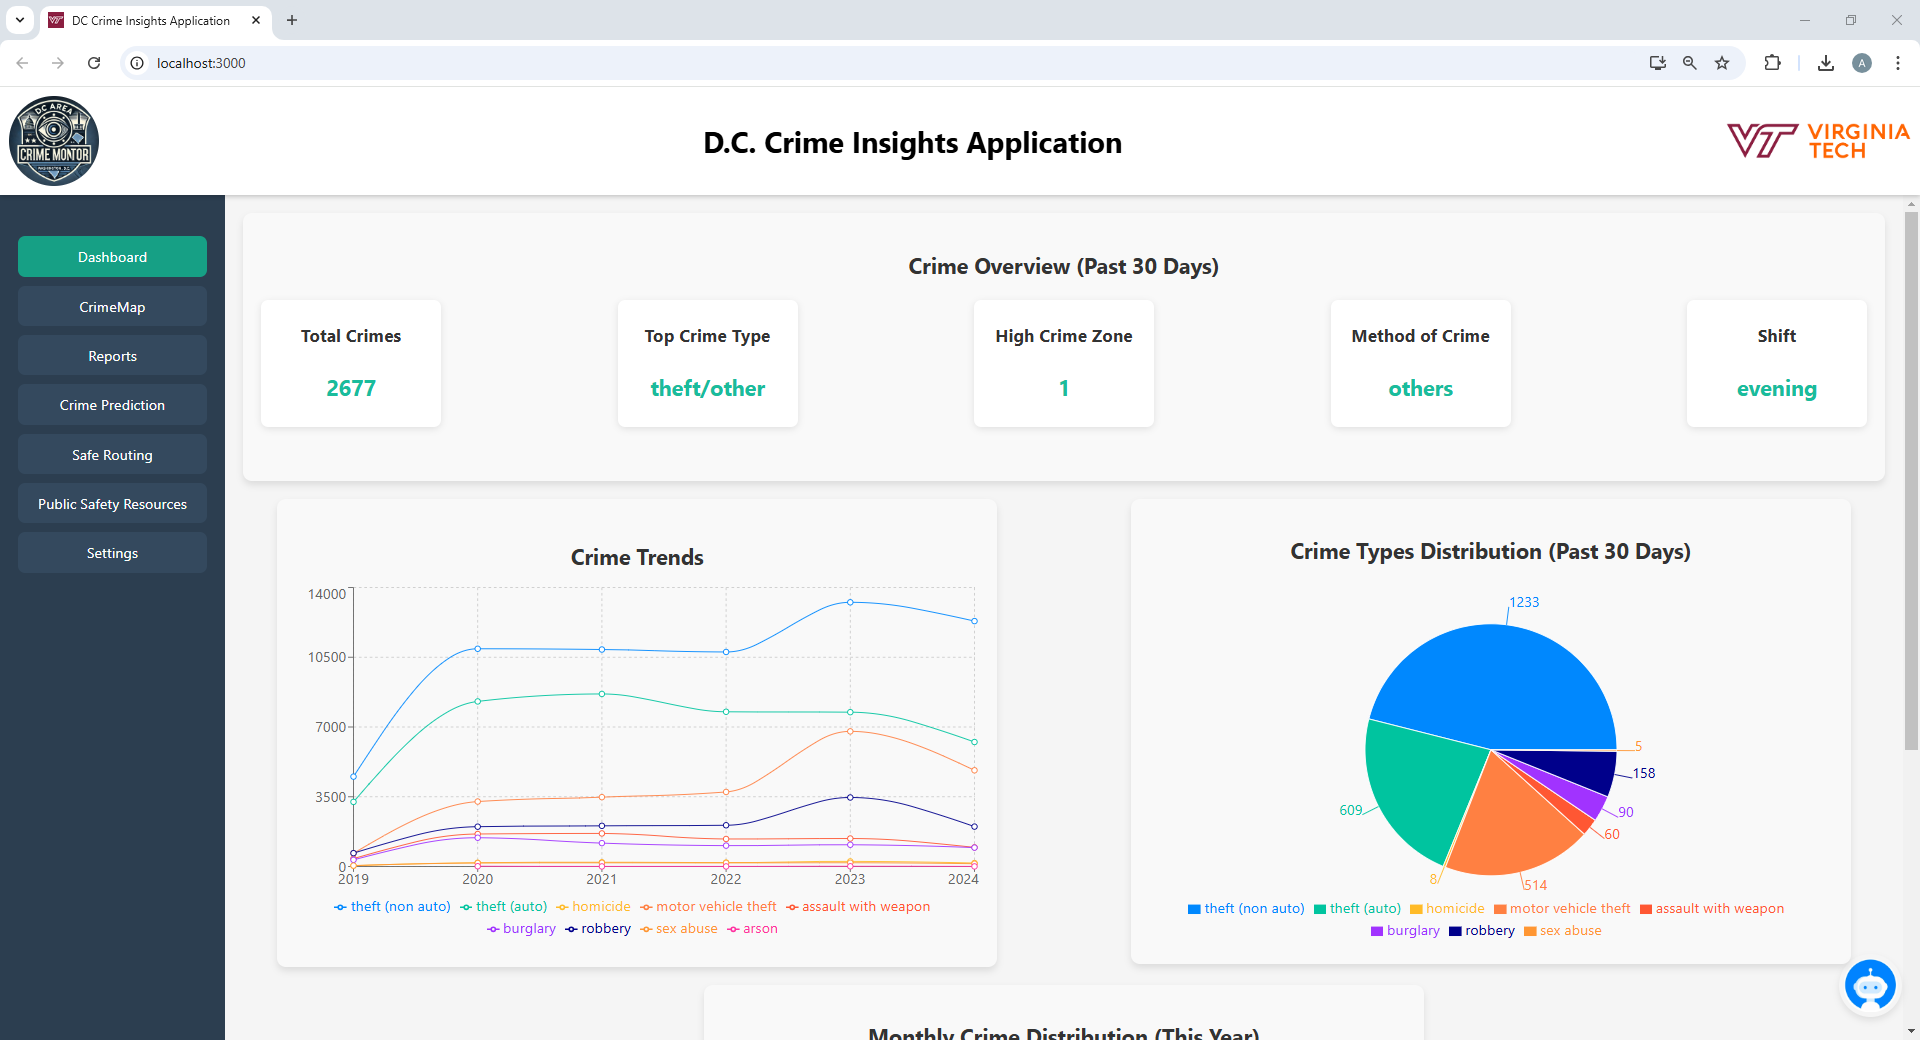 DC Crime Insights Application
localhost:3000
A
DC AREA
CRIME MONTOR
WASHINGTON, D.C.
D.C. Crime Insights Application
VT VIRGINIA
TECH
Dashboard
CrimeMap
Reports
Crime Prediction
Safe Routing
Public Safety Resources
Settings
Crime Overview (Past 30 Days)
Total Crimes
2677
Top Crime Type
theft/other
High Crime Zone
1
Method of Crime
others
Shift
evening
Crime Trends
14000
10500
7000
3500
0
2019 2020 2021 2022 2023 2024
theft (non auto) theft (auto) homicide motor vehicle theft assault with weapon
burglary robbery sex abuse arson
Crime Types Distribution (Past 30 Days)
1233
5
158
90
60
514
8
609
theft (non auto) theft (auto) homicide motor vehicle theft assault with weapon
burglary robbery sex abuse
Monthly Crime Distribution (This Year)